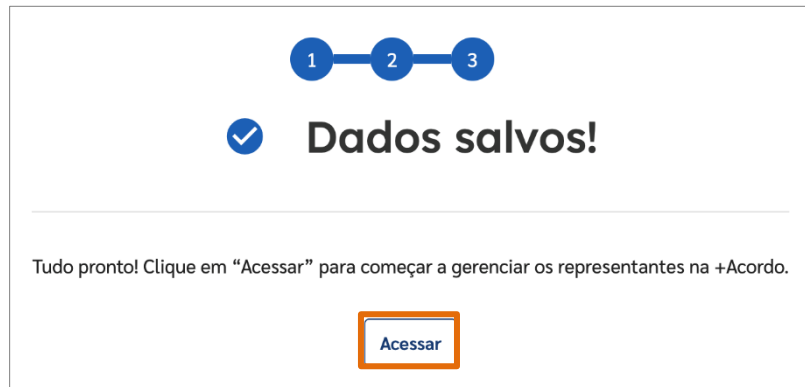 1 2 3
Dados salvos!
Tudo pronto! Clique em “Acessar” para começar a gerenciar os representantes na +Acordo.
Acessar